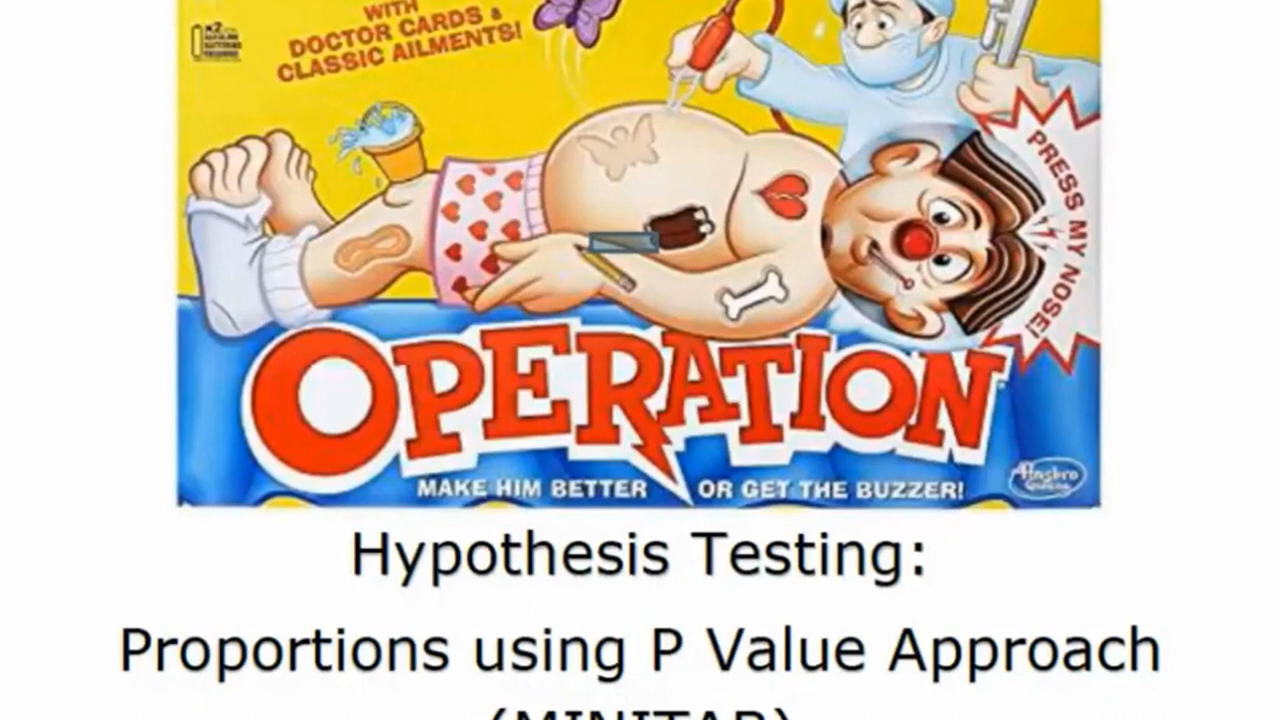 WITH
DOCTOR CARDS &
CLASSIC AILMENTS!
PRESS MY NOSE!
OPERATION
MAKE HIM BETTER OR GET THE BUZZER!
Hasbro
Hypothesis Testing:
Proportions using P Value Approach
(MINITAB)